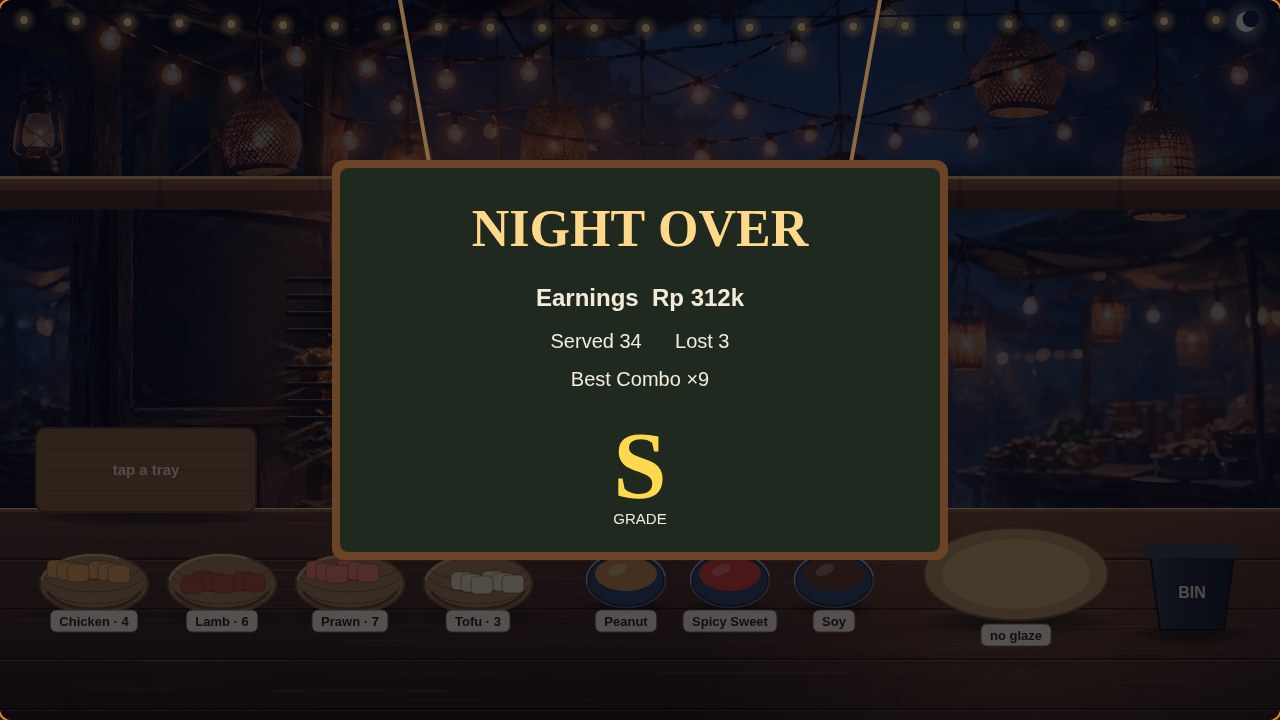 NIGHT OVER
Earnings Rp 312k
Served 34 Lost 3
Best Combo ×9
S
GRADE
tap a tray
BIN
Chicken · 4
Lamb · 6
Prawn · 7
Tofu · 3
Peanut
Spicy Sweet
Soy
no glaze